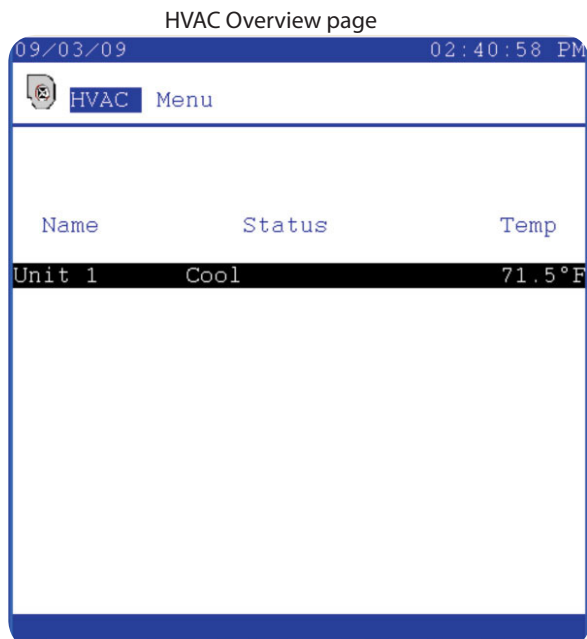 HVAC Overview page
09/03/09 02:40:58 PM
HVAC Menu
Name Status Temp
Unit 1 Cool 71.5°F